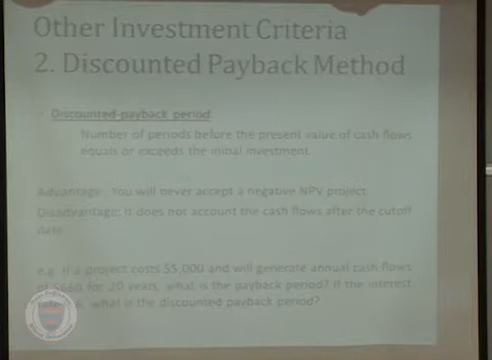 Other Investment Criteria
2. Discounted Payback Method
Discounted payback period
Number of periods before the present value of cash flows
equals or exceeds the initial investment.
Advantage: You will never accept a negative NPV project.
Disadvantage: It does not account the cash flows after the cutoff
date
e.g. If a project costs $5,000 and will generate annual cash flows
of $660 for 20 years, what is the payback period? If the interest
what is the discounted payback period?